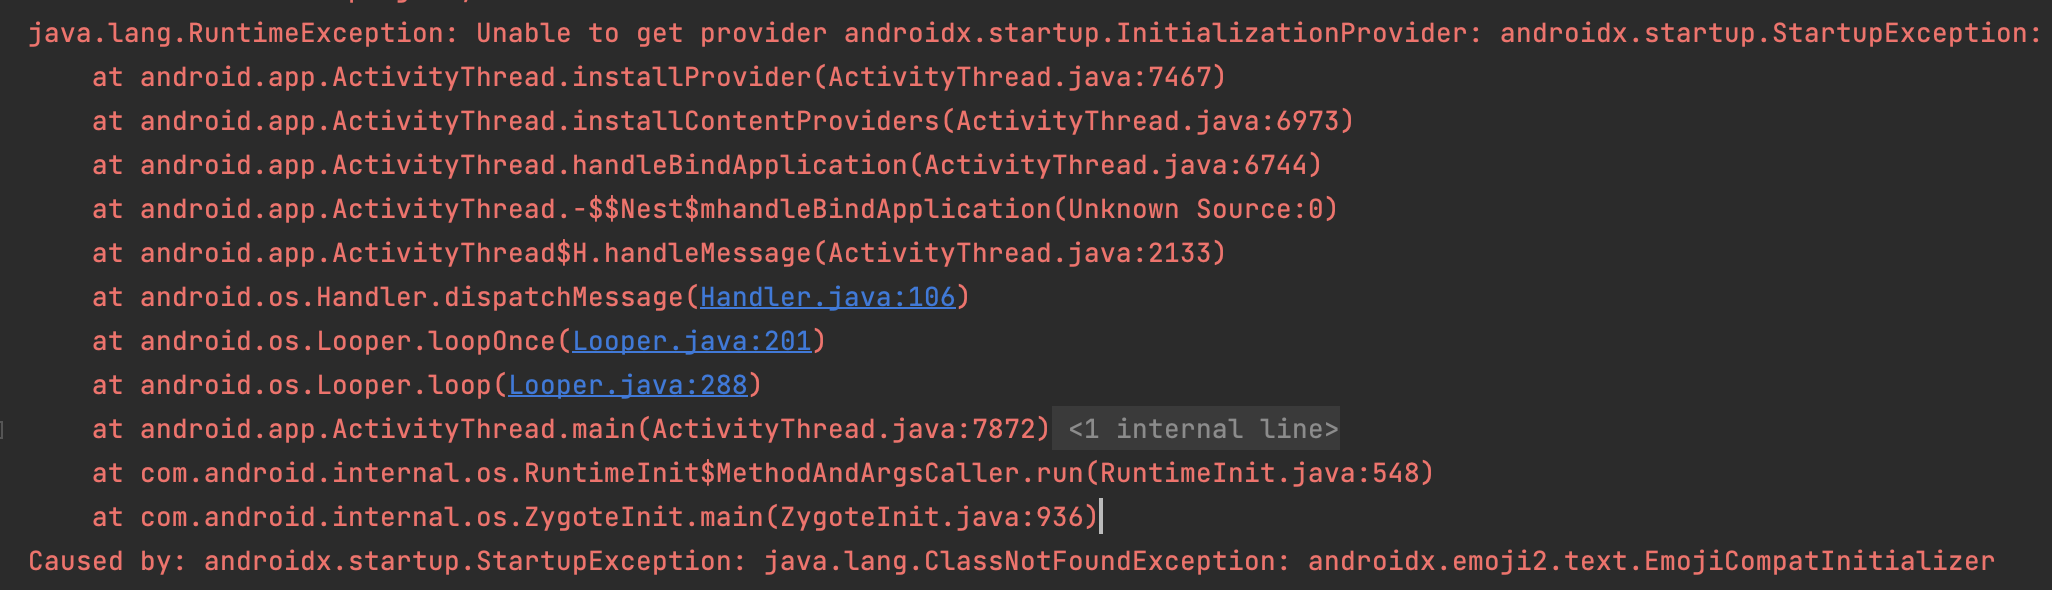 java.lang.RuntimeException: Unable to get provider androidx.startup.InitializationProvider: androidx.startup.StartupException:
at android.app.ActivityThread.installProvider(ActivityThread.java:7467)
at android.app.ActivityThread.installContentProviders(ActivityThread.java:6973)
at android.app.ActivityThread.handleBindApplication(ActivityThread.java:6744)
at android.app.ActivityThread.-$$Nest$mhandleBindApplication(Unknown Source:0)
at android.app.ActivityThread$H.handleMessage(ActivityThread.java:2133)
at android.os.Handler.dispatchMessage(Handler.java:106)
at android.os.Looper.loopOnce(Looper.java:201)
at android.os.Looper.loop(Looper.java:288)
at android.app.ActivityThread.main(ActivityThread.java:7872) <1 internal line>
at com.android.internal.os.RuntimeInit$MethodAndArgsCaller.run(RuntimeInit.java:548)
at com.android.internal.os.ZygoteInit.main(ZygoteInit.java:936)
Caused by: androidx.startup.StartupException: java.lang.ClassNotFoundException: androidx.emoji2.text.EmojiCompatInitializer